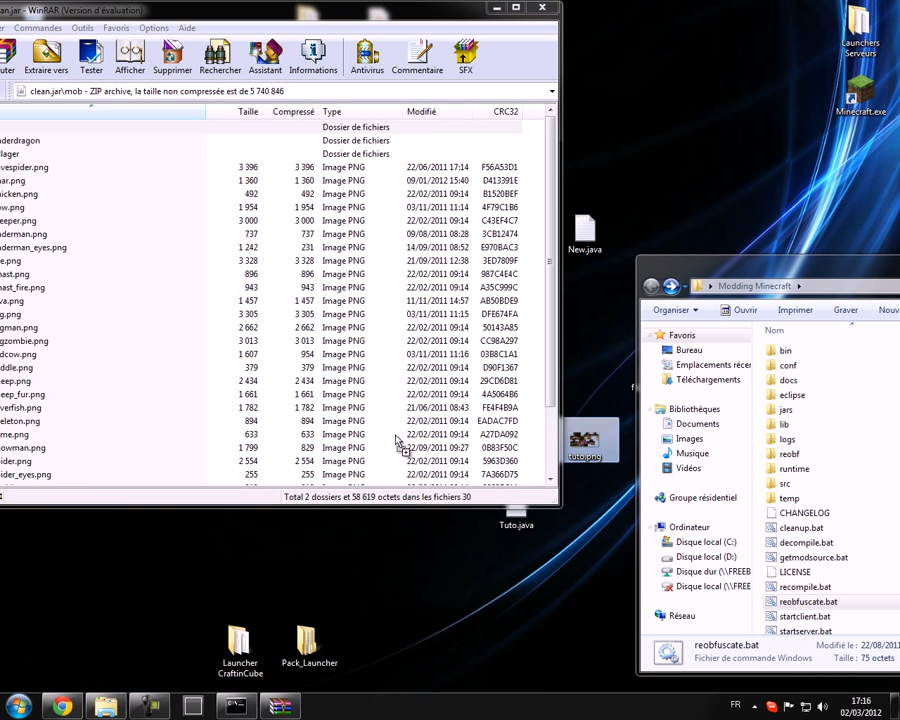 clean.jar - WinRAR (Version d'évaluation)
Commandes Outils Favoris Options Aide
Extraire vers Tester Afficher Supprimer Rechercher Assistant Informations Antivirus Commentaire SFX
clean.jar\mob - ZIP archive, la taille non compressée est de 5 740 846
Taille Compressé Type Modifié CRC32
Dossier de fichiers
nderdragon Dossier de fichiers
llager Dossier de fichiers
vespider.png 3 396 3 396 Image PNG 22/06/2011 17:14 F56A53D1
ar.png 1 360 1 360 Image PNG 09/01/2012 15:40 D413391E
icken.png 492 492 Image PNG 22/02/2011 09:14 B1520BEF
ow.png 1 954 1 954 Image PNG 03/11/2011 11:14 4F79C1B6
eeper.png 3 000 3 000 Image PNG 22/02/2011 09:14 C43EF4C7
nderman.png 737 737 Image PNG 09/08/2011 08:28 3CB12474
nderman_eyes.png 1 242 231 Image PNG 14/09/2011 08:52 E970BAC3
e.png 3 328 3 328 Image PNG 21/09/2011 12:38 3ED7809F
ast.png 896 896 Image PNG 22/02/2011 09:14 987C4E4C
ast_fire.png 943 943 Image PNG 22/02/2011 09:14 A35C999C
va.png 1 457 1 457 Image PNG 11/11/2011 14:57 AB50BDE9
g.png 3 305 3 305 Image PNG 03/11/2011 11:15 DFE674FA
gman.png 2 662 2 662 Image PNG 22/02/2011 09:14 50143A85
gzombie.png 3 013 3 013 Image PNG 22/02/2011 09:14 CC98A297
dcow.png 1 607 954 Image PNG 03/11/2011 11:16 03B8C1A1
ddle.png 379 379 Image PNG 22/02/2011 09:14 D90F1367
eep.png 2 434 2 434 Image PNG 22/02/2011 09:14 29CD6D81
eep_fur.png 1 661 1 661 Image PNG 22/02/2011 09:14 4A5064B6
verfish.png 1 782 1 782 Image PNG 21/06/2011 08:43 FE4F4B9A
eleton.png 894 894 Image PNG 22/02/2011 09:14 EADAC7FD
me.png 633 633 Image PNG 22/02/2011 09:14 A27DA092
owman.png 1 799 829 Image PNG 22/09/2011 09:27 0B83F50C
ider.png 2 554 2 554 Image PNG 22/02/2011 09:14 5963D360
ider_eyes.png 255 255 Image PNG 22/02/2011 09:14 7A366D75
Total 2 dossiers et 58 619 octets dans les fichiers 30
Launchers
Serveurs
Minecraft.exe
New.java
tuto.png
Tuto.java
Launcher
CraftinCube
Pack_Launcher
Modding Minecraft
Organiser Ouvrir Imprimer Graver Nouv
Favoris
Bureau
Emplacements récen
Téléchargements
Bibliothèques
Documents
Images
Musique
Vidéos
Groupe résidentiel
Ordinateur
Disque local (C:)
Disque local (D:)
Disque dur (\\FREEB
Disque local (\\FREE
Réseau
Nom
bin
conf
docs
eclipse
jars
lib
logs
reobf
runtime
src
temp
CHANGELOG
cleanup.bat
decompile.bat
getmodsource.bat
LICENSE
recompile.bat
reobfuscate.bat
startclient.bat
startserver.bat
reobfuscate.bat Modifié le : 22/08/2011
Fichier de commande Windows Taille : 75 octets
FR
17:16
02/03/2012